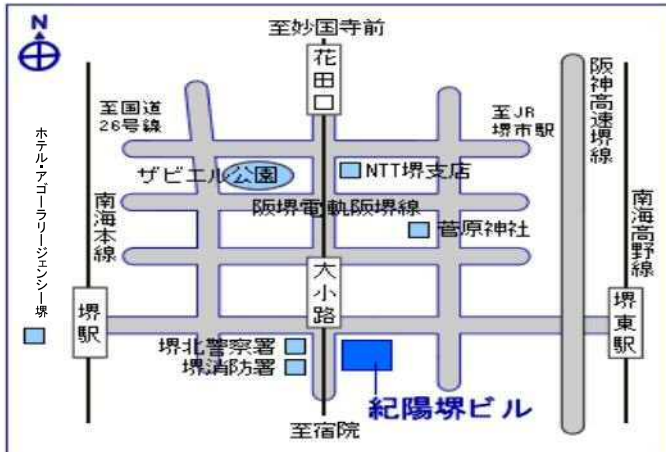 N
至妙国寺前
花田口
至国道
26号線
至JR
堺市駅
阪神高速堺線
ホテル・アゴーラリージェンシー堺
ザビエル公園
NTT堺支店
南海本線
阪堺電軌阪堺線
菅原神社
南海高野線
大小路
堺駅
堺東駅
堺北警察署
堺消防署
紀陽堺ビル
至宿院